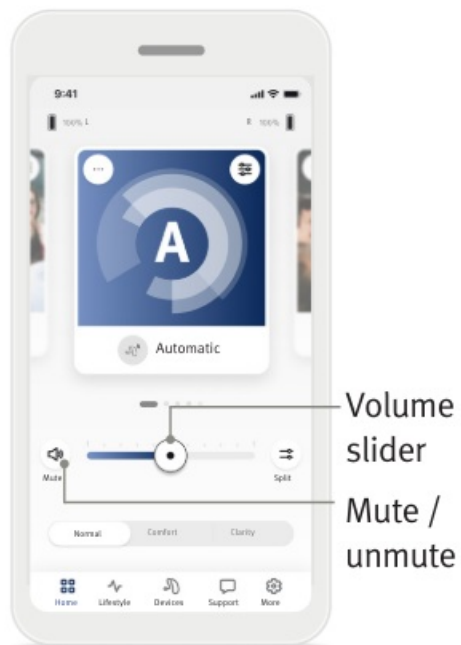 9:41
100% L
R 100%
A
Automatic
Volume
slider
Mute
Split
Mute /
unmute
Normal Comfort Clarity
Home Lifestyle Devices Support More